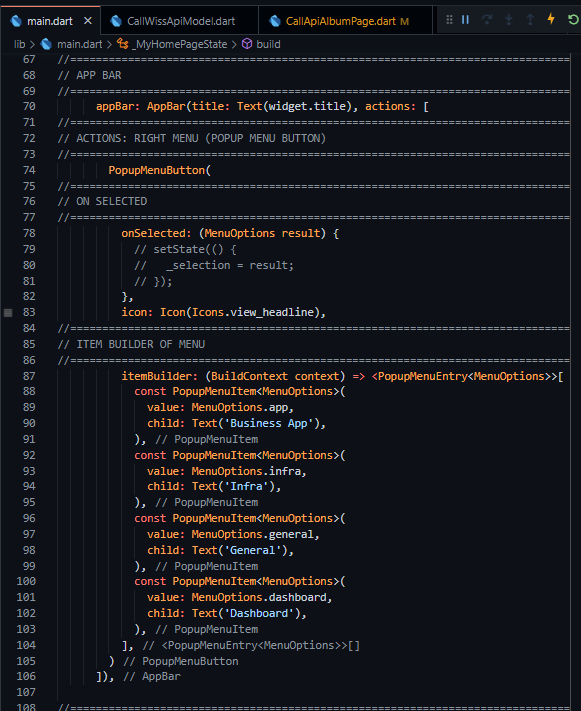 main.dart CallWissApiModel.dart CallApiAlbumPage.dart M
lib > main.dart > _MyHomePageState > build
67 //==============================================================================
68 // APP BAR
69 //==============================================================================
70 appBar: AppBar(title: Text(widget.title), actions: [
71 //==============================================================================
72 // ACTIONS: RIGHT MENU (POPUP MENU BUTTON)
73 //==============================================================================
74 PopupMenuButton(
75 //==============================================================================
76 // ON SELECTED
77 //==============================================================================
78 onSelected: (MenuOptions result) {
79 // setState(() {
80 //   _selection = result;
81 // });
82 },
83 icon: Icon(Icons.view_headline),
84 //==============================================================================
85 // ITEM BUILDER OF MENU
86 //==============================================================================
87 itemBuilder: (BuildContext context) => <PopupMenuEntry<MenuOptions>>[
88 const PopupMenuItem<MenuOptions>(
89 value: MenuOptions.app,
90 child: Text('Business App'),
91 ), // PopupMenuItem
92 const PopupMenuItem<MenuOptions>(
93 value: MenuOptions.infra,
94 child: Text('Infra'),
95 ), // PopupMenuItem
96 const PopupMenuItem<MenuOptions>(
97 value: MenuOptions.general,
98 child: Text('General'),
99 ), // PopupMenuItem
100 const PopupMenuItem<MenuOptions>(
101 value: MenuOptions.dashboard,
102 child: Text('Dashboard'),
103 ), // PopupMenuItem
104 ], // <PopupMenuEntry<MenuOptions>>[]
105 ) // PopupMenuButton
106 ]), // AppBar
107
108 //==============================================================================